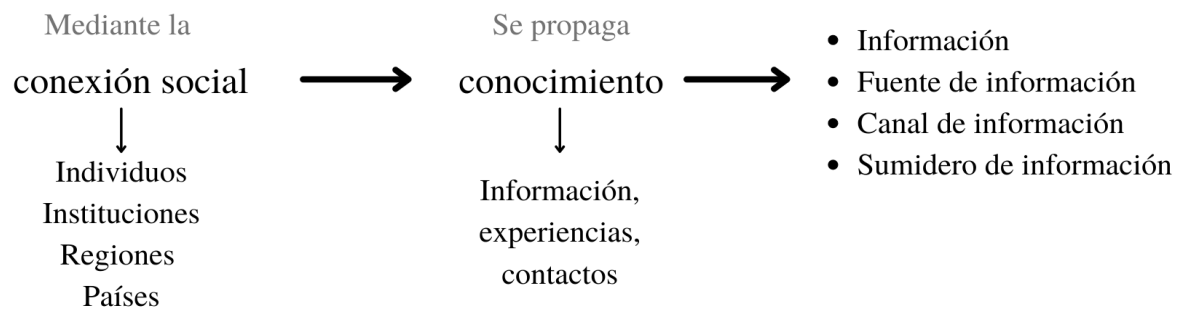 Mediante la
conexión social
Individuos
Instituciones
Regiones
Países
Se propaga
conocimiento
Información,
experiencias,
contactos
• Información
• Fuente de información
• Canal de información
• Sumidero de información